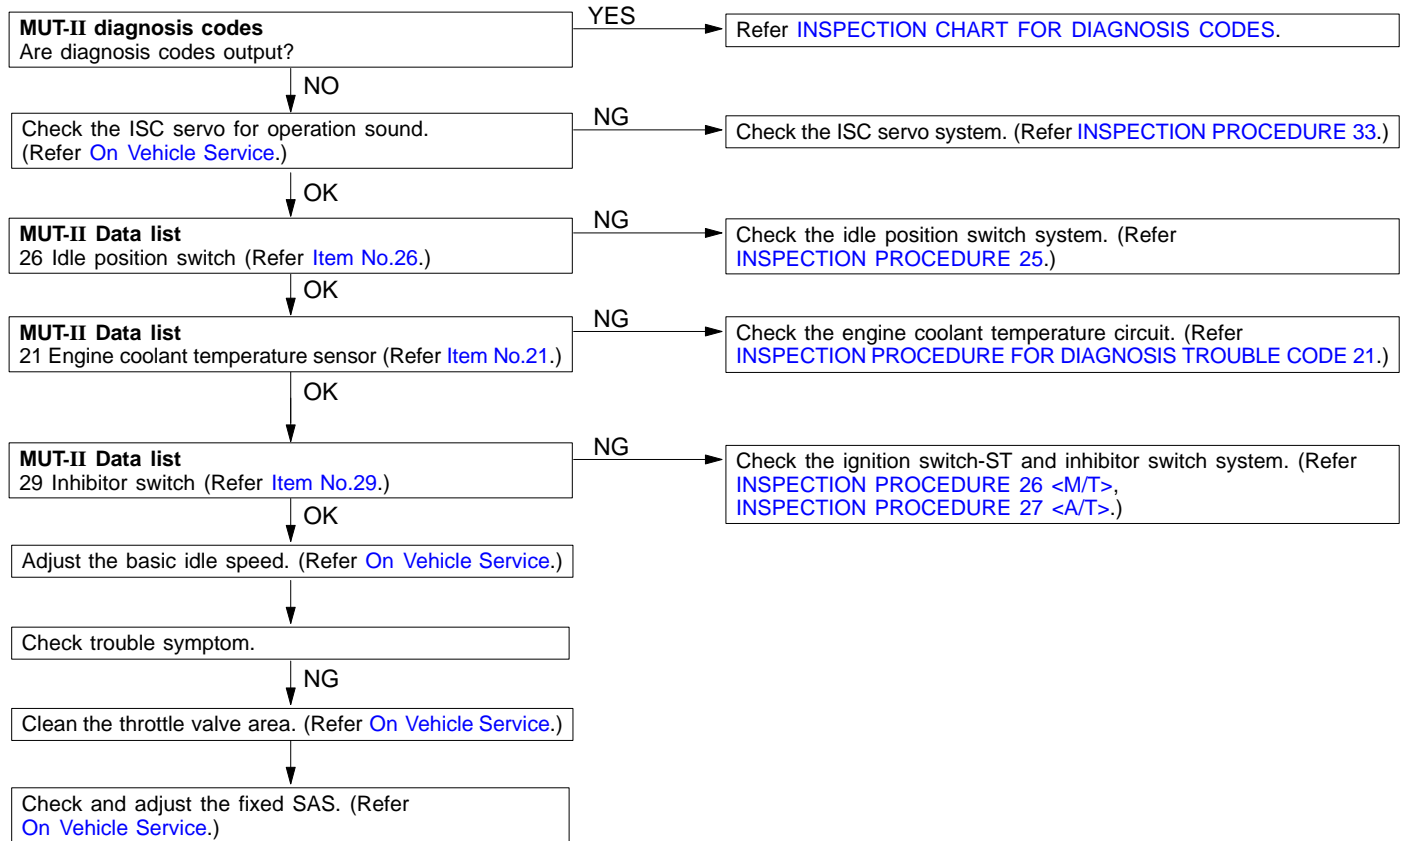 MUT-II diagnosis codes
Are diagnosis codes output?
YES
Refer INSPECTION CHART FOR DIAGNOSIS CODES.
NO
Check the ISC servo for operation sound.
(Refer On Vehicle Service.)
NG
Check the ISC servo system. (Refer INSPECTION PROCEDURE 33.)
OK
MUT-II Data list
26 Idle position switch (Refer Item No.26.)
NG
Check the idle position switch system. (Refer
INSPECTION PROCEDURE 25.)
OK
MUT-II Data list
21 Engine coolant temperature sensor (Refer Item No.21.)
NG
Check the engine coolant temperature circuit. (Refer
INSPECTION PROCEDURE FOR DIAGNOSIS TROUBLE CODE 21.)
OK
MUT-II Data list
29 Inhibitor switch (Refer Item No.29.)
NG
Check the ignition switch-ST and inhibitor switch system. (Refer
INSPECTION PROCEDURE 26 <M/T>,
INSPECTION PROCEDURE 27 <A/T>.)
OK
Adjust the basic idle speed. (Refer On Vehicle Service.)
Check trouble symptom.
NG
Clean the throttle valve area. (Refer On Vehicle Service.)
Check and adjust the fixed SAS. (Refer
On Vehicle Service.)